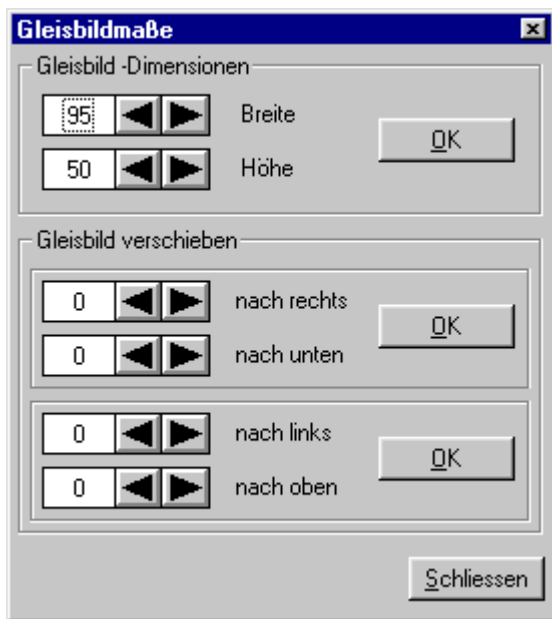 Gleisbildmaße
Gleisbild -Dimensionen
95 Breite
OK
50 Höhe
Gleisbild verschieben
0 nach rechts
OK
0 nach unten
0 nach links
OK
0 nach oben
Schliessen